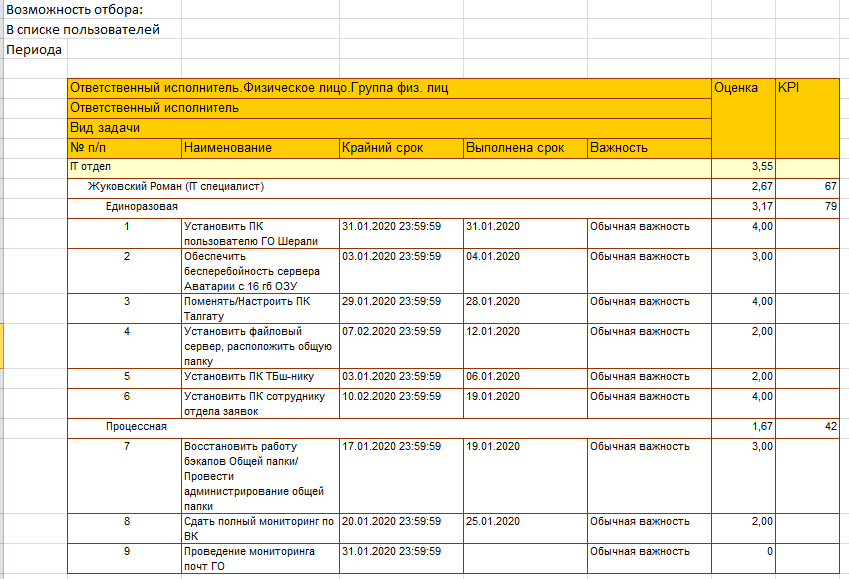 Возможность отбора:
В списке пользователей
Периода
Ответственный исполнитель.Физическое лицо.Группа физ. лиц Оценка KPI
Ответственный исполнитель
Вид задачи
№ п/п Наименование Крайний срок Выполнена срок Важность
IT отдел 3,55
Жуковский Роман (IT специалист) 2,67 67
Единоразовая 3,17 79
1 Установить ПК 31.01.2020 23:59:59 31.01.2020 Обычная важность 4,00
пользователю ГО Шерали
2 Обеспечить 03.01.2020 23:59:59 04.01.2020 Обычная важность 3,00
бесперебойность сервера
Аватарии с 16 гб ОЗУ
3 Поменять/Настроить ПК 29.01.2020 23:59:59 28.01.2020 Обычная важность 4,00
Талгату
4 Установить файловый 07.02.2020 23:59:59 12.01.2020 Обычная важность 2,00
сервер, расположить общую
папку
5 Установить ПК ТБш-нику 03.01.2020 23:59:59 06.01.2020 Обычная важность 2,00
6 Установить ПК сотруднику 10.02.2020 23:59:59 19.01.2020 Обычная важность 4,00
отдела заявок
Процессная 1,67 42
7 Восстановить работу 17.01.2020 23:59:59 19.01.2020 Обычная важность 3,00
бэкапов Общей папки/
Провести
администрирование общей
папки
8 Сдать полный мониторинг по 20.01.2020 23:59:59 25.01.2020 Обычная важность 2,00
ВК
9 Проведение мониторинга 31.01.2020 23:59:59 Обычная важность 0
почт ГО